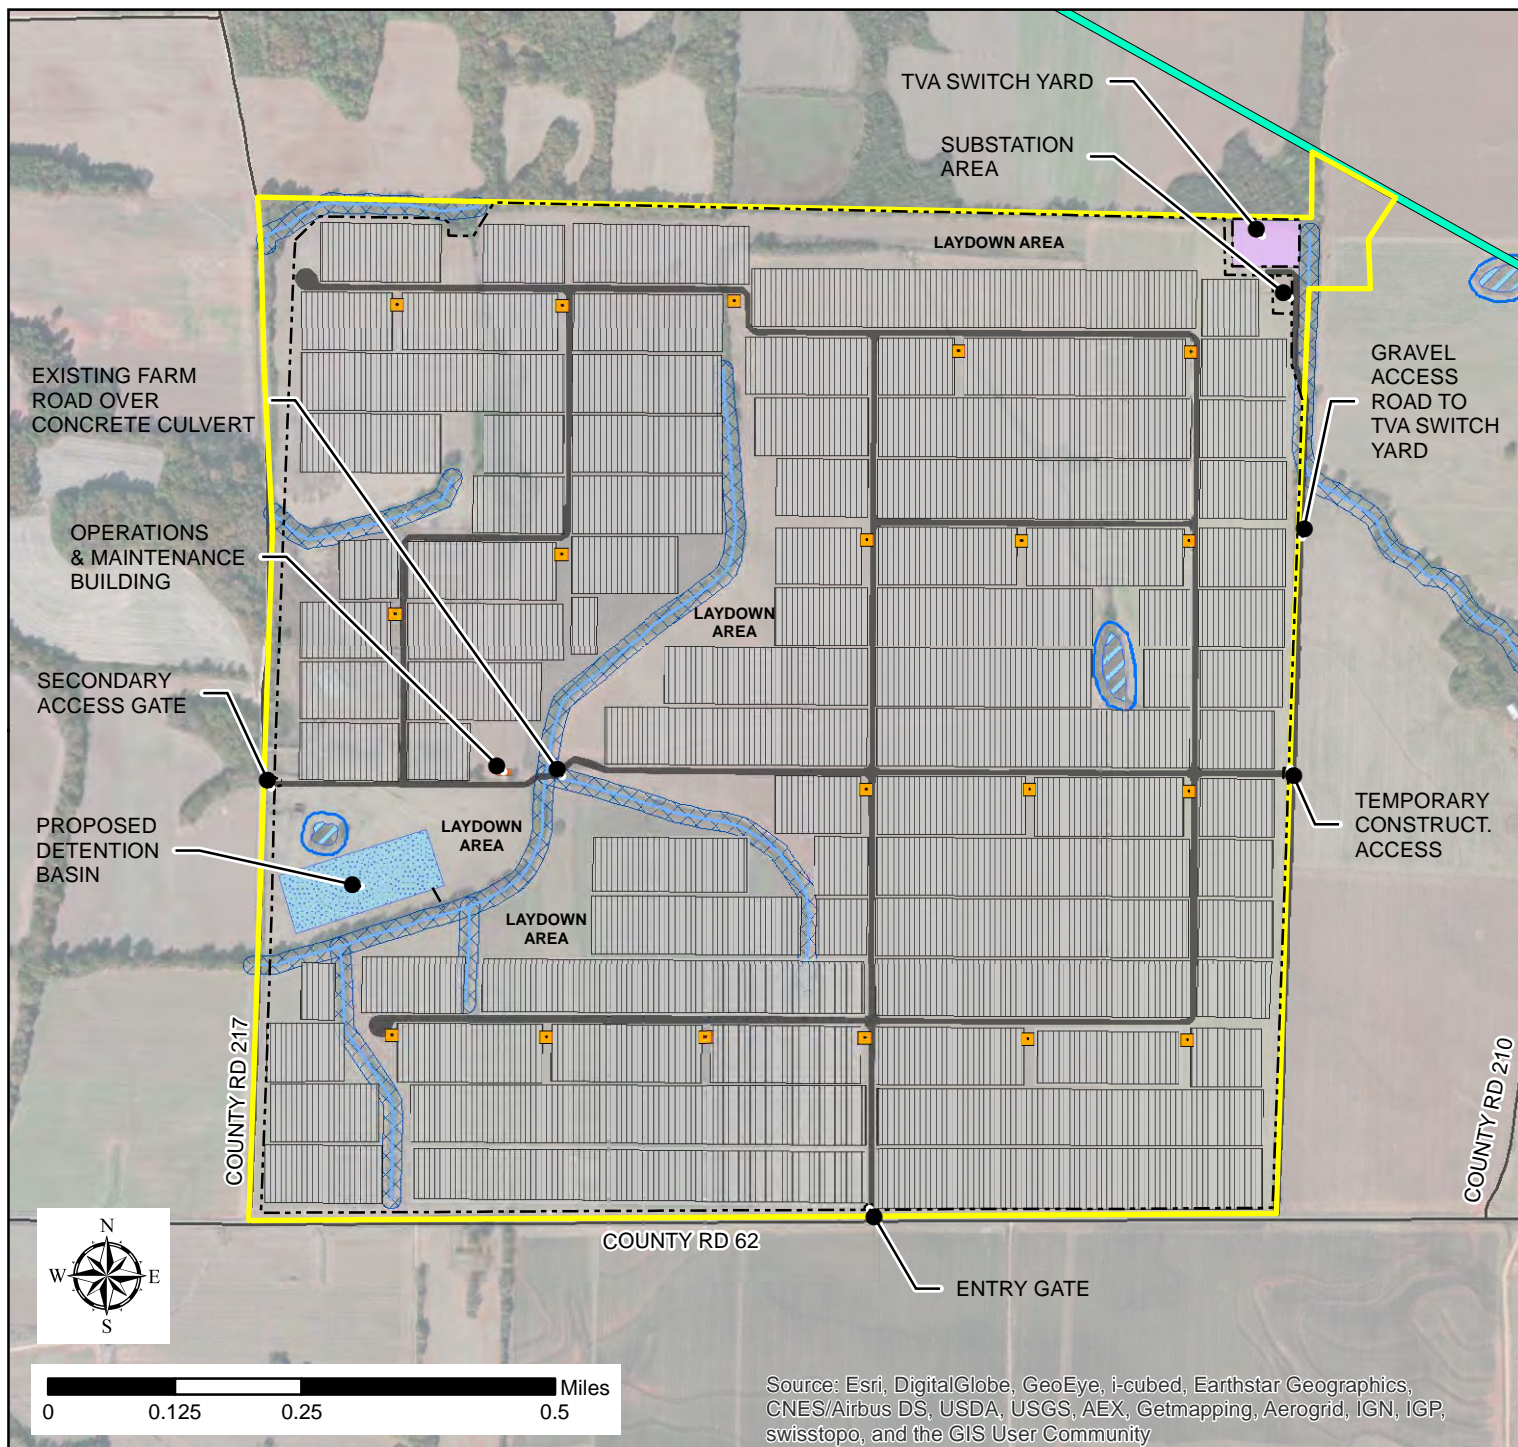 TVA SWITCH YARD
SUBSTATION
AREA
LAYDOWN AREA
EXISTING FARM
ROAD OVER
CONCRETE CULVERT
GRAVEL
ACCESS
ROAD TO
TVA SWITCH
YARD
OPERATIONS
& MAINTENANCE
BUILDING
LAYDOWN
AREA
SECONDARY
ACCESS GATE
PROPOSED
DETENTION
BASIN
LAYDOWN
AREA
TEMPORARY
CONSTRUCT.
ACCESS
LAYDOWN
AREA
COUNTY RD 217
COUNTY RD 210
COUNTY RD 62
ENTRY GATE
N
W
E
S
Miles
0
0.125
0.25
0.5
Source: Esri, DigitalGlobe, GeoEye, i-cubed, Earthstar Geographics,
CNES/Airbus DS, USDA, USGS, AEX, Getmapping, Aerogrid, IGN, IGP,
swisstopo, and the GIS User Community